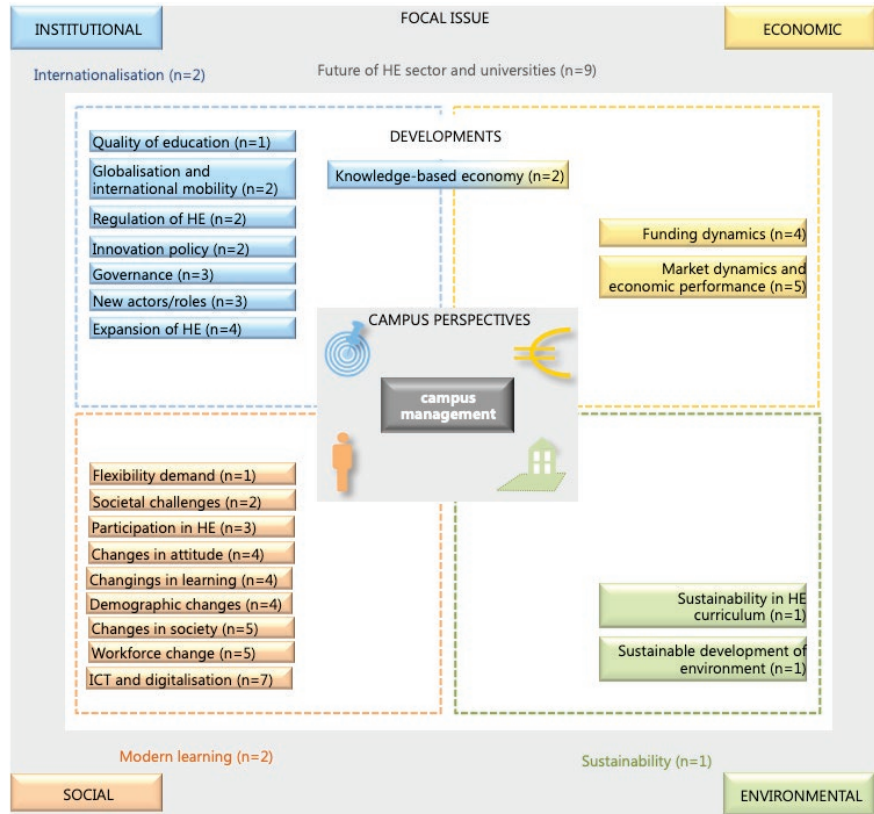 INSTITUTIONAL
FOCAL ISSUE
ECONOMIC
Internationalisation (n=2)
Future of HE sector and universities (n=9)
DEVELOPMENTS
Quality of education (n=1)
Globalisation and
international mobility (n=2)
Regulation of HE (n=2)
Innovation policy (n=2)
Governance (n=3)
New actors/roles (n=3)
Expansion of HE (n=4)
Knowledge-based economy (n=2)
Funding dynamics (n=4)
Market dynamics and
economic performance (n=5)
CAMPUS PERSPECTIVES
campus
management
Flexibility demand (n=1)
Societal challenges (n=2)
Participation in HE (n=3)
Changes in attitude (n=4)
Changings in learning (n=4)
Demographic changes (n=4)
Changes in society (n=5)
Workforce change (n=5)
ICT and digitalisation (n=7)
Sustainability in HE
curriculum (n=1)
Sustainable development of
environment (n=1)
Modern learning (n=2)
Sustainability (n=1)
SOCIAL
ENVIRONMENTAL